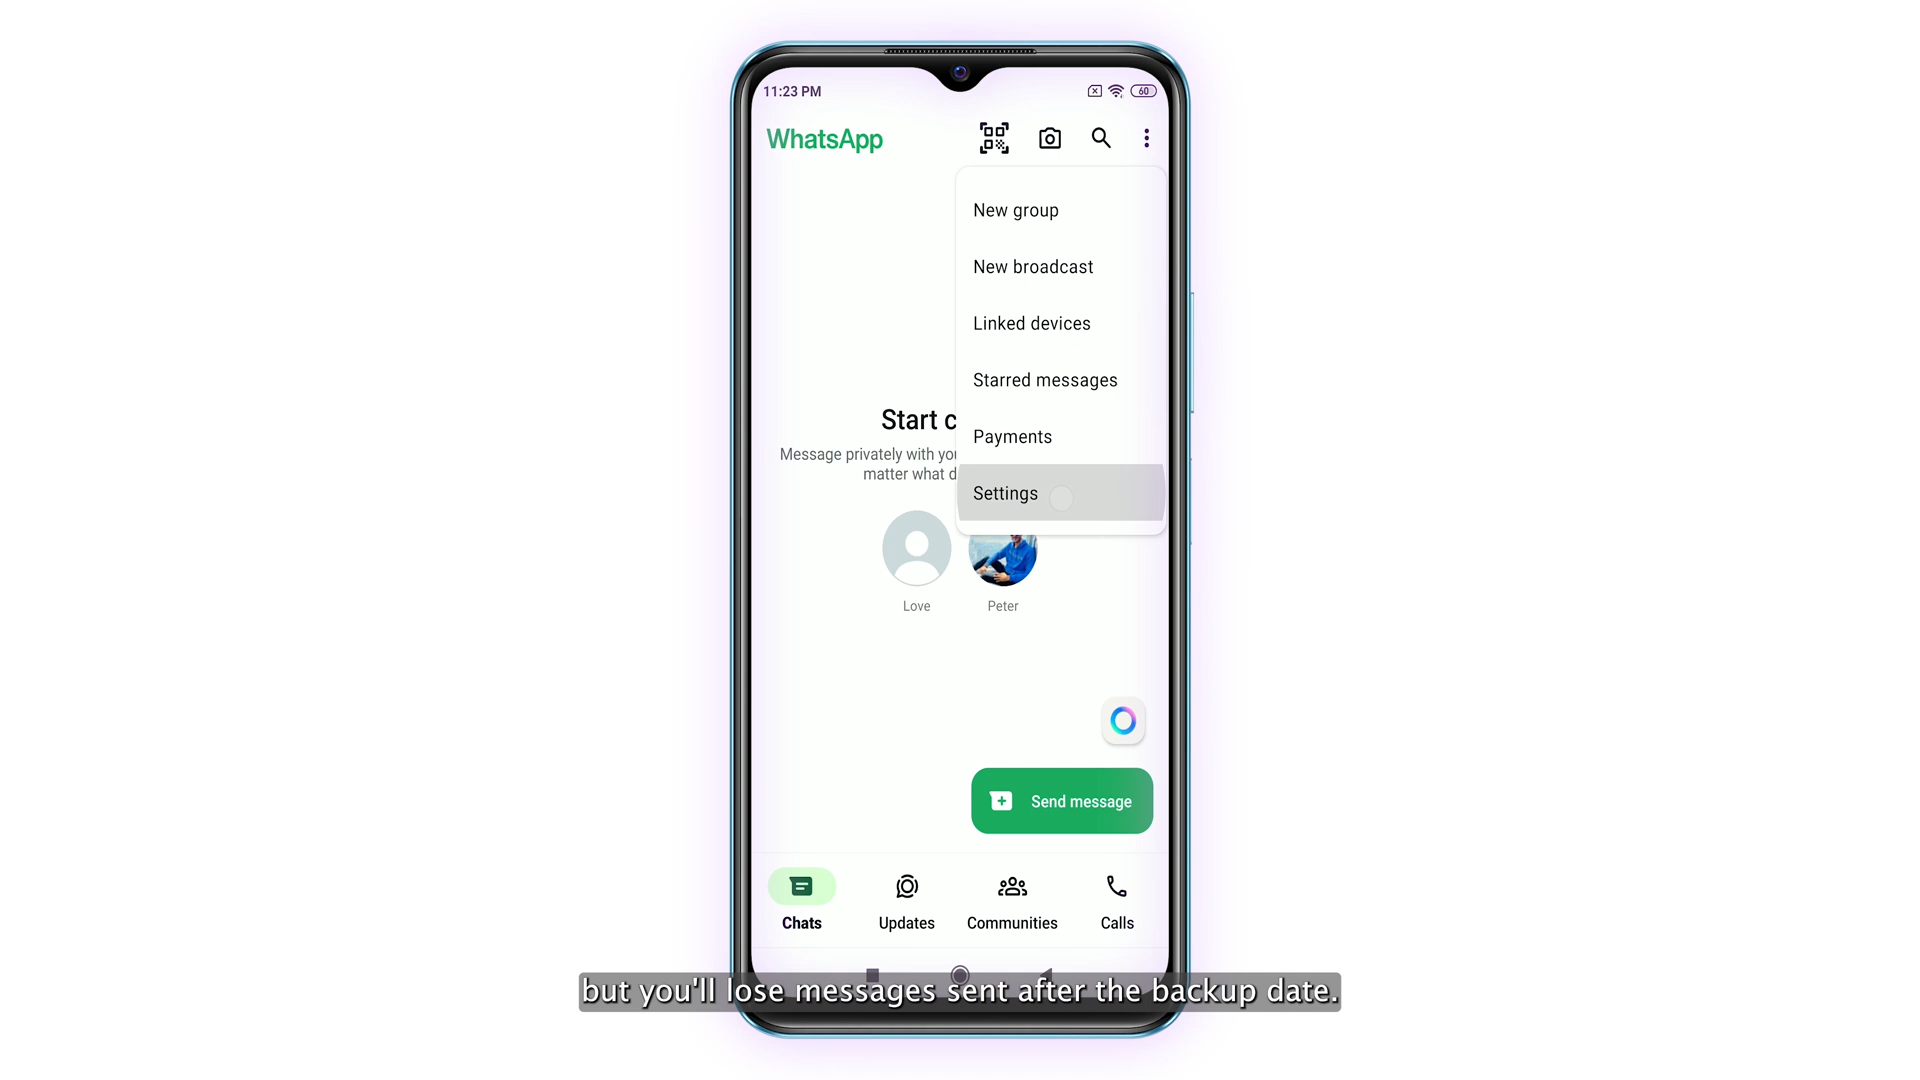 11:23 PM
60
WhatsApp
New group
New broadcast
Linked devices
Starred messages
Payments
Settings
Start c
Message privately with you
matter what d
Love
Peter
Send message
Chats
Updates
Communities
Calls
but you'll lose messages sent after the backup date.